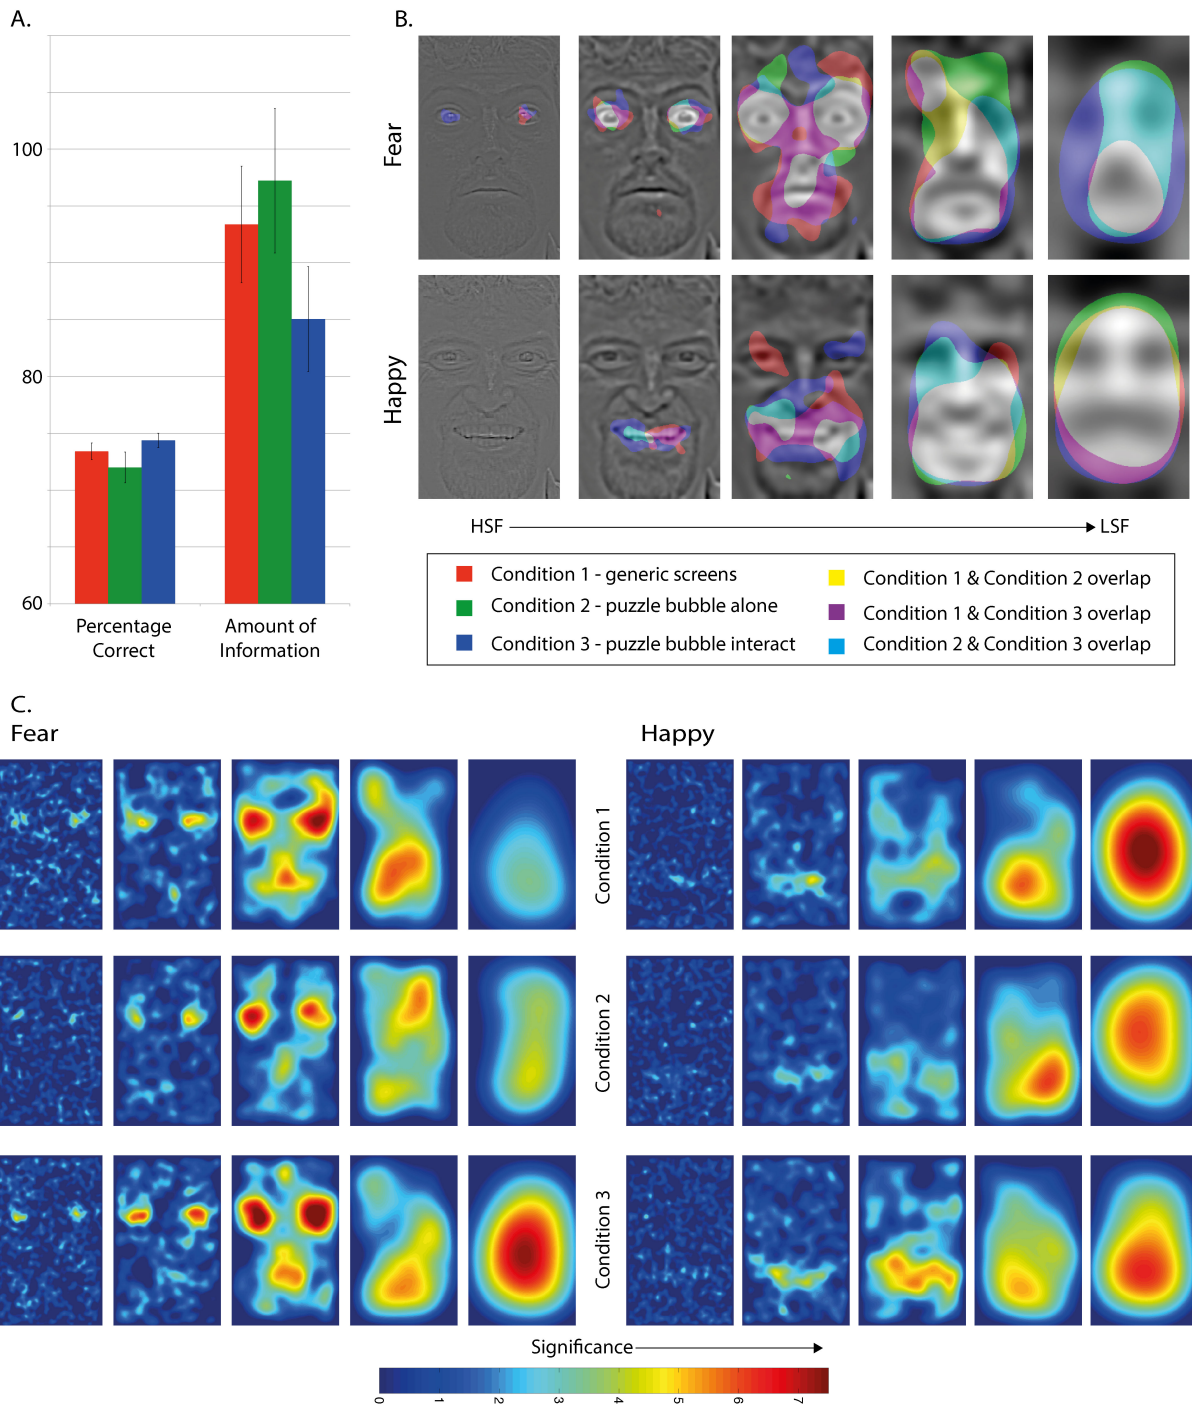 A.
100
80
60
Percentage
Correct
Amount of
Information
B.
Fear
Happy
HSF
LSF
Condition 1 - generic screens
Condition 2 - puzzle bubble alone
Condition 3 - puzzle bubble interact
Condition 1 & Condition 2 overlap
Condition 1 & Condition 3 overlap
Condition 2 & Condition 3 overlap
C.
Fear
Happy
Condition 1
Condition 2
Condition 3
Significance
0 1 2 3 4 5 6 7